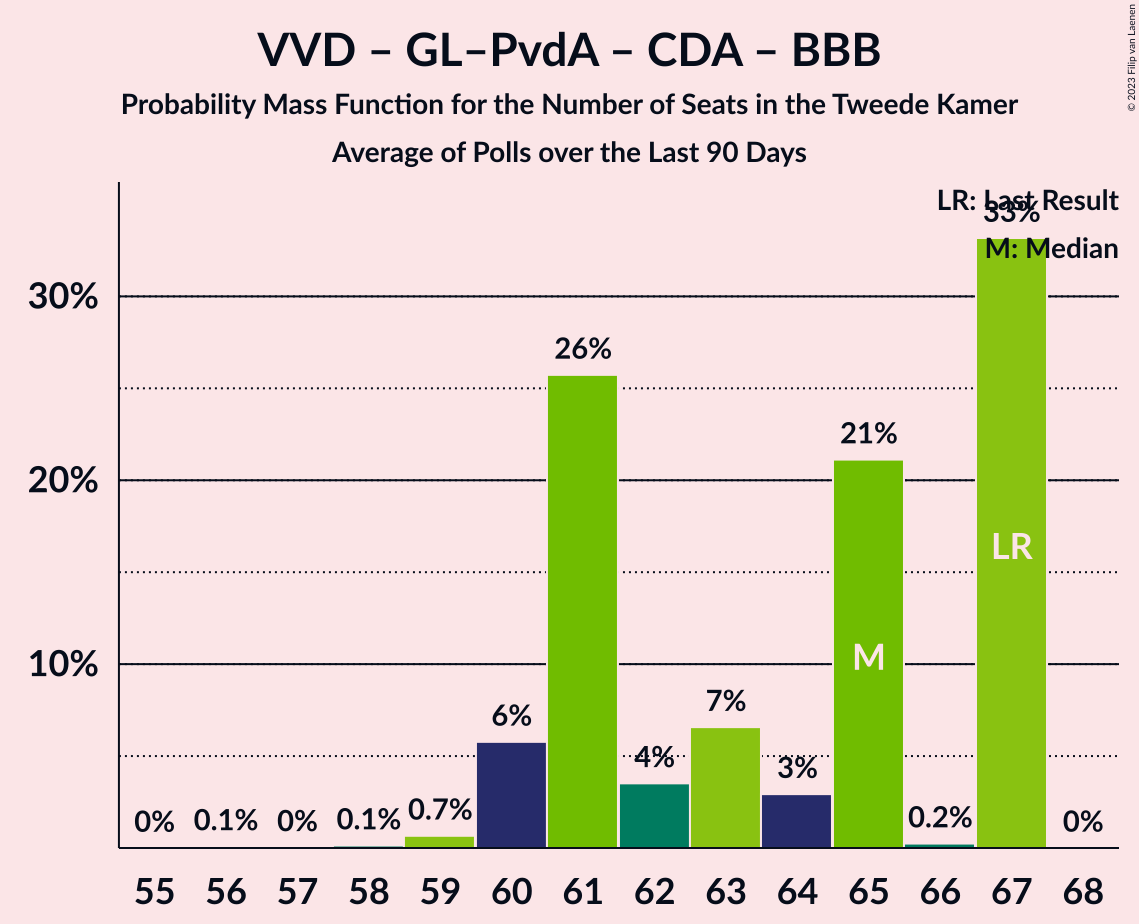 VVD – GL–PvdA – CDA – BBB
Probability Mass Function for the Number of Seats in the Tweede Kamer
Average of Polls over the Last 90 Days
© 2023 Filip van Laenen
LR: Last Result
M: Median
30%
20%
10%
0%
0.1%
0%
0.1%
0.7%
6%
26%
4%
7%
3%
21%
0.2%
33%
0%
M
LR
55 56 57 58 59 60 61 62 63 64 65 66 67 68